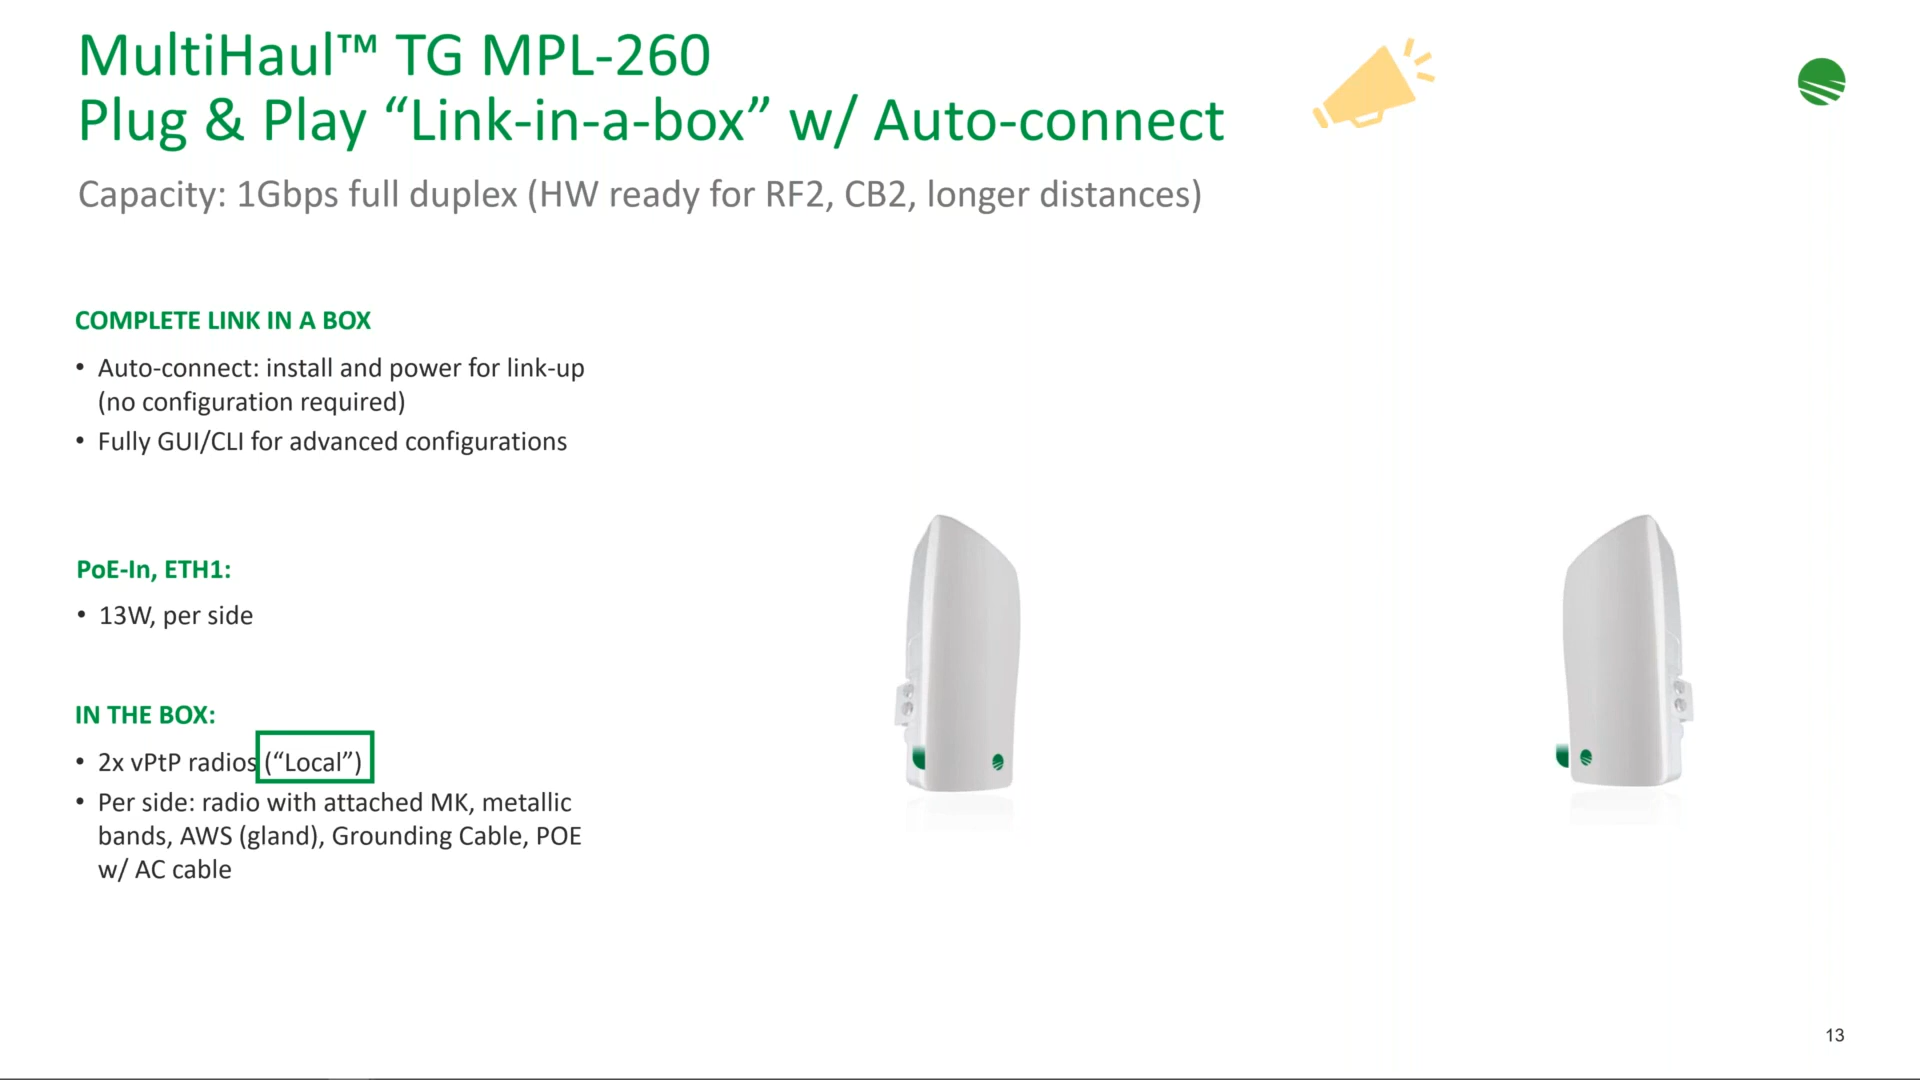 MultiHaul™ TG MPL-260
Plug & Play “Link-in-a-box” w/ Auto-connect
Capacity: 1Gbps full duplex (HW ready for RF2, CB2, longer distances)
COMPLETE LINK IN A BOX
• Auto-connect: install and power for link-up
(no configuration required)
• Fully GUI/CLI for advanced configurations
PoE-In, ETH1:
• 13W, per side
IN THE BOX:
• 2x vPtP radios (“Local”)
• Per side: radio with attached MK, metallic
bands, AWS (gland), Grounding Cable, POE
w/ AC cable
13